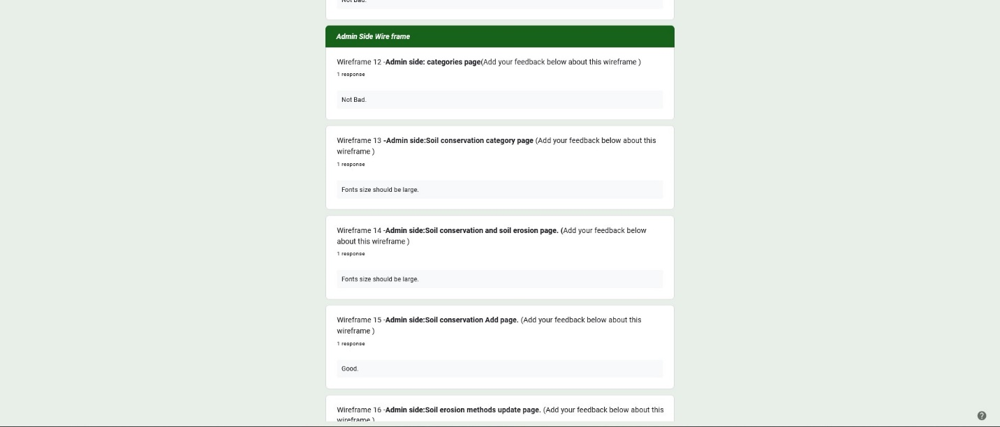 Not Bad.
Admin Side Wire frame
Wireframe 12 -Admin side: categories page(Add your feedback below about this wireframe )
1 response
Not Bad.
Wireframe 13 -Admin side:Soil conservation category page (Add your feedback below about this
wireframe )
1 response
Fonts size should be large.
Wireframe 14 -Admin side:Soil conservation and soil erosion page. (Add your feedback below
about this wireframe )
1 response
Fonts size should be large.
Wireframe 15 -Admin side:Soil conservation Add page. (Add your feedback below about this
wireframe )
1 response
Good.
Wireframe 16 -Admin side:Soil erosion methods update page. (Add your feedback below about this
wireframe )
?